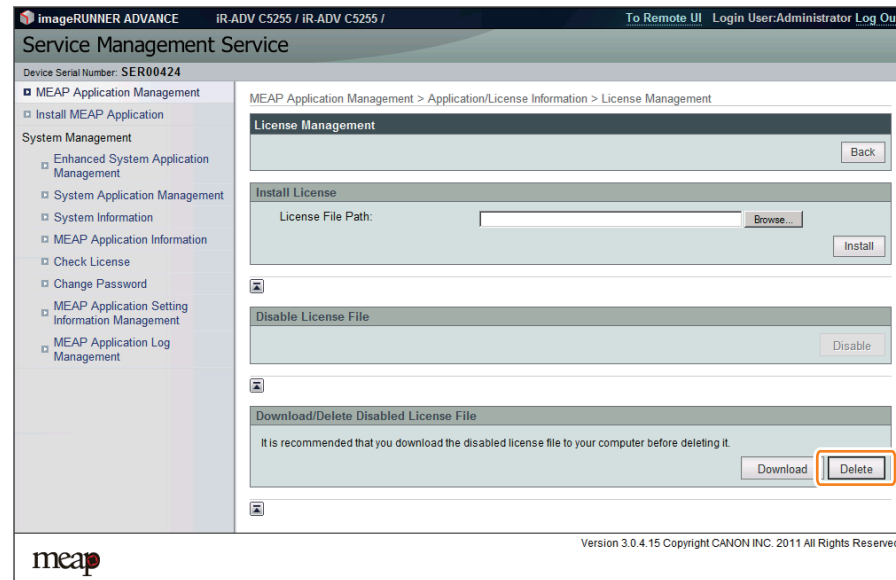 imageRUNNER ADVANCE iR-ADV C5255 / iR-ADV C5255 / To Remote UI Login User:Administrator Log Ou
Service Management Service
Device Serial Number: SER00424
MEAP Application Management
Install MEAP Application
System Management
Enhanced System Application
Management
System Application Management
System Information
MEAP Application Information
Check License
Change Password
MEAP Application Setting
Information Management
MEAP Application Log
Management
MEAP Application Management > Application/License Information > License Management
License Management
Back
Install License
License File Path:
Browse...
Install
Disable License File
Disable
Download/Delete Disabled License File
It is recommended that you download the disabled license file to your computer before deleting it.
Download Delete
Version 3.0.4.15 Copyright CANON INC. 2011 All Rights Reserved
meap